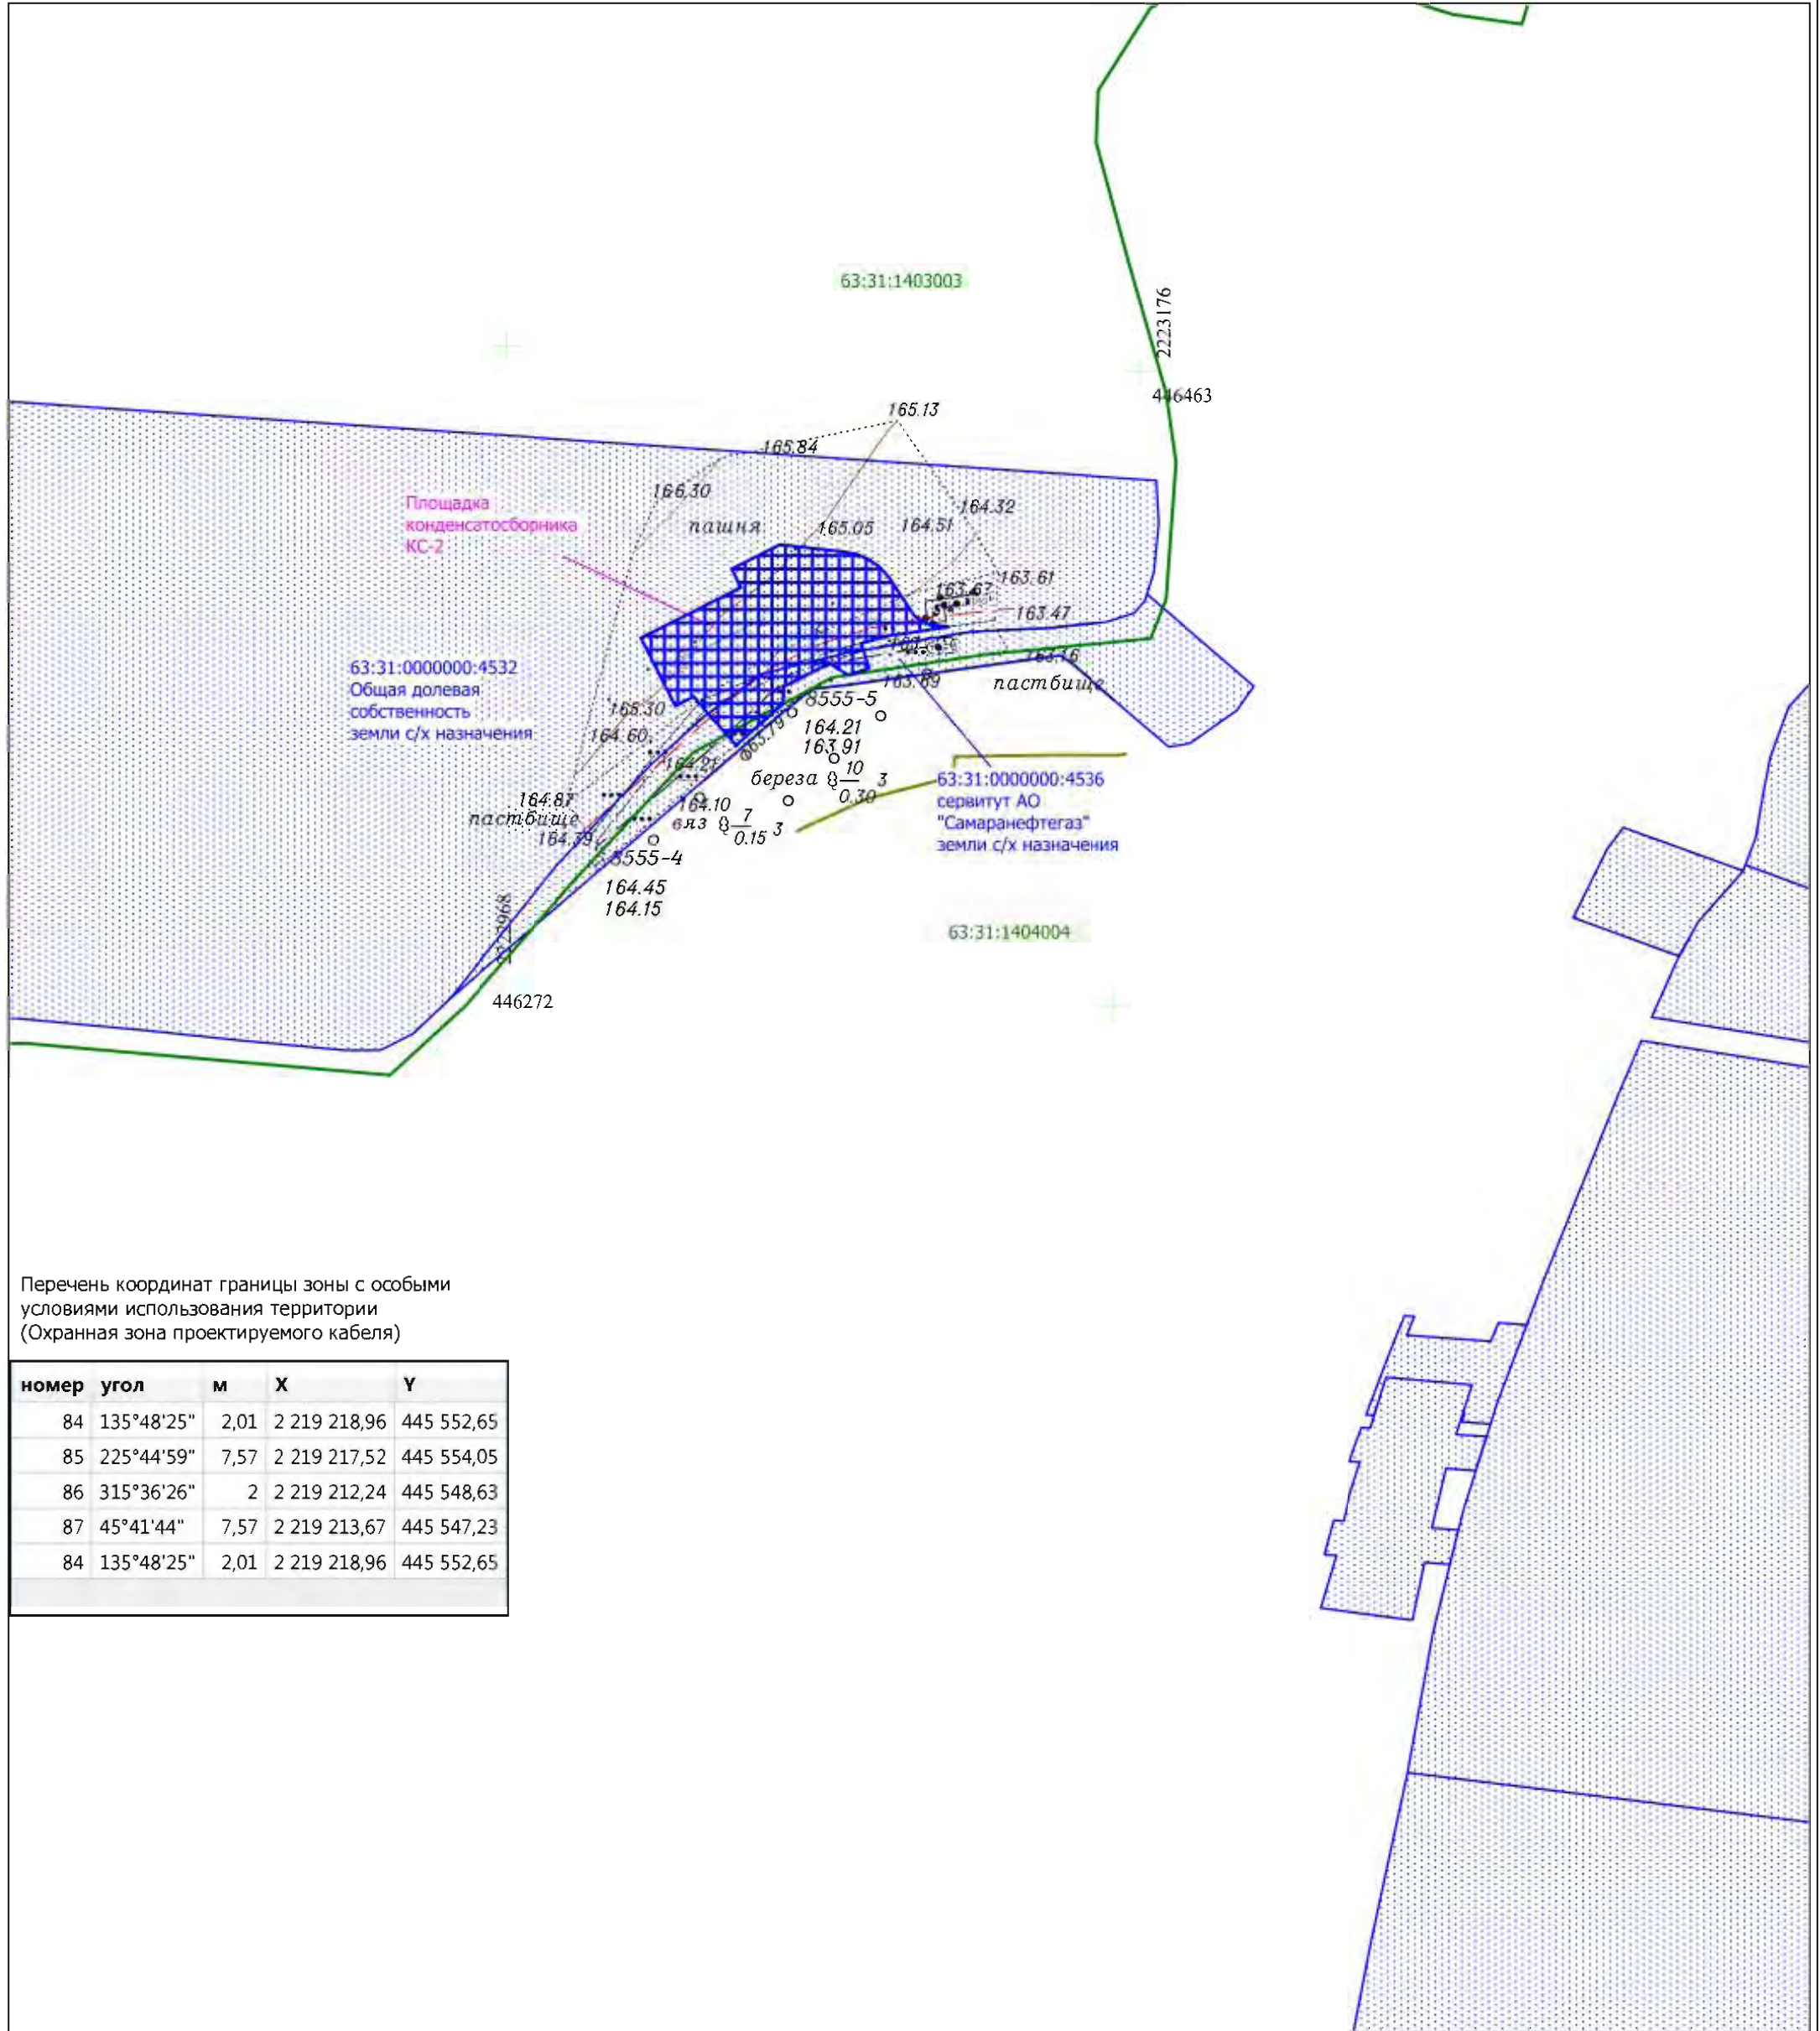 63:31:1403003
2223176
446463
165.13
165.84
166.30
164.32
Площадка
конденсатосборника
КС-2
пашня
165.05
164.51
163.61
163.67
163.47
63:31:0000000:4532
Общая долевая
собственность
земли с/х назначения
163.16
163.89
пастбище
165.30
8555-5
164.21
163.91
164.60
163.79
164.21
береза 10 3
0.30
63:31:0000000:4536
сервитут АО
"Самаранефтегаз"
земли с/х назначения
164.87
пастбище
164.10
вяз 7 3
0.15
164.39
8555-4
164.45
164.15
63:31:1404004
446272
Перечень координат границы зоны с особыми
условиями использования территории
(Охранная зона проектируемого кабеля)
номер угол м X Y
84 135°48'25" 2,01 2 219 218,96 445 552,65
85 225°44'59" 7,57 2 219 217,52 445 554,05
86 315°36'26" 2 2 219 212,24 445 548,63
87 45°41'44" 7,57 2 219 213,67 445 547,23
84 135°48'25" 2,01 2 219 218,96 445 552,65